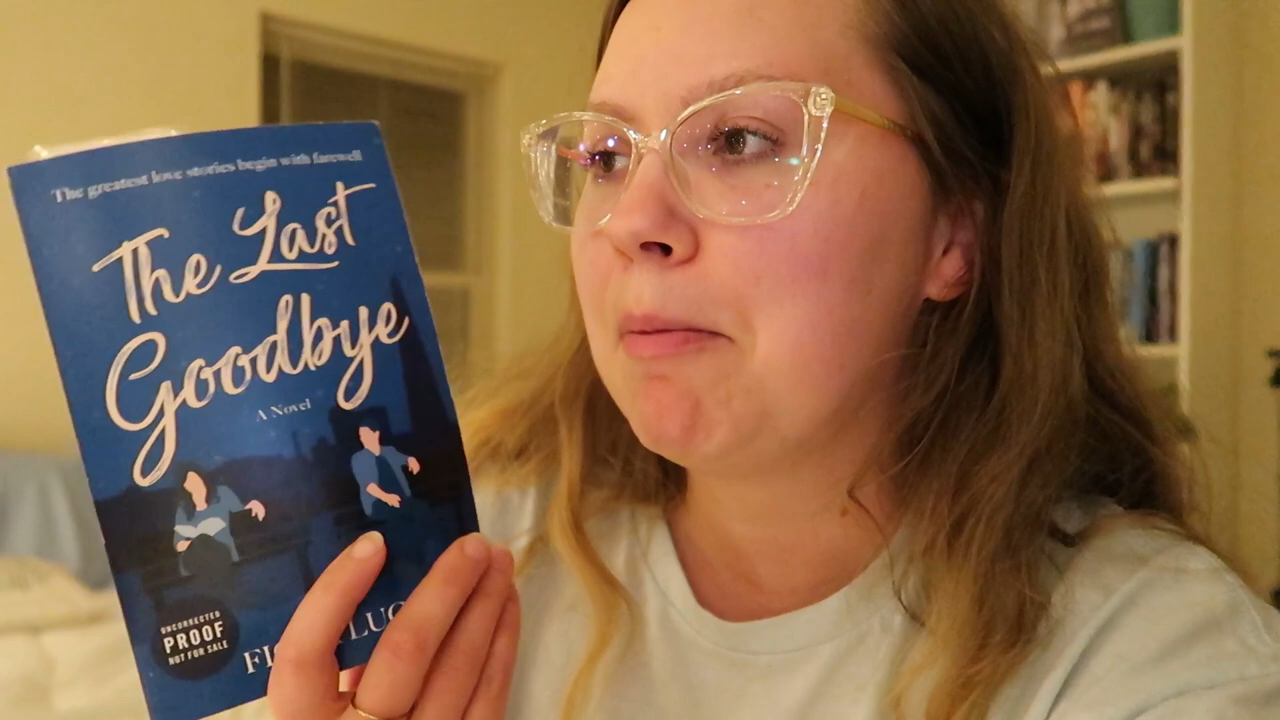 The greatest love stories begin with farewell
The Last
Goodbye
A Novel
UNCORRECTED
PROOF
NOT FOR SALE